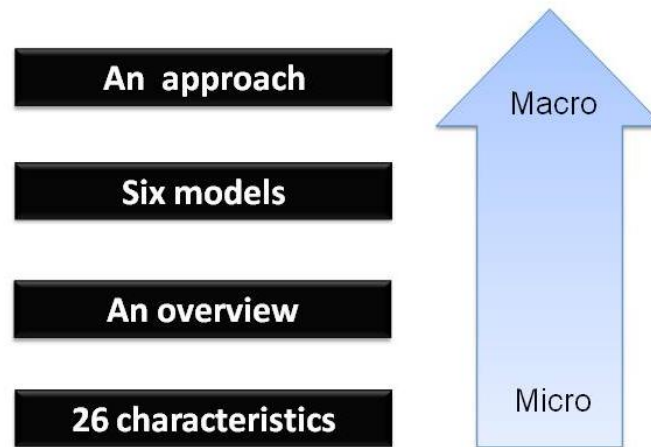 An approach
Macro
Six models
An overview
Micro
26 characteristics